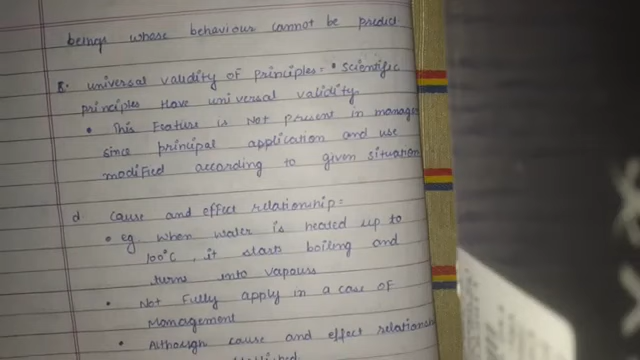 beings whose behaviour cannot be predict
universal validity of principles = • Scientific
principles Have universal validity
• This Feature is Not Present in manage
since principal application and use
modified according to given situation
d. Cause and effect relationship =
• eg. When water is heated up to
100°C, it starts boiling and
turns into vapours
• Not Fully apply in a case of
Management
• Although cause and effect relations